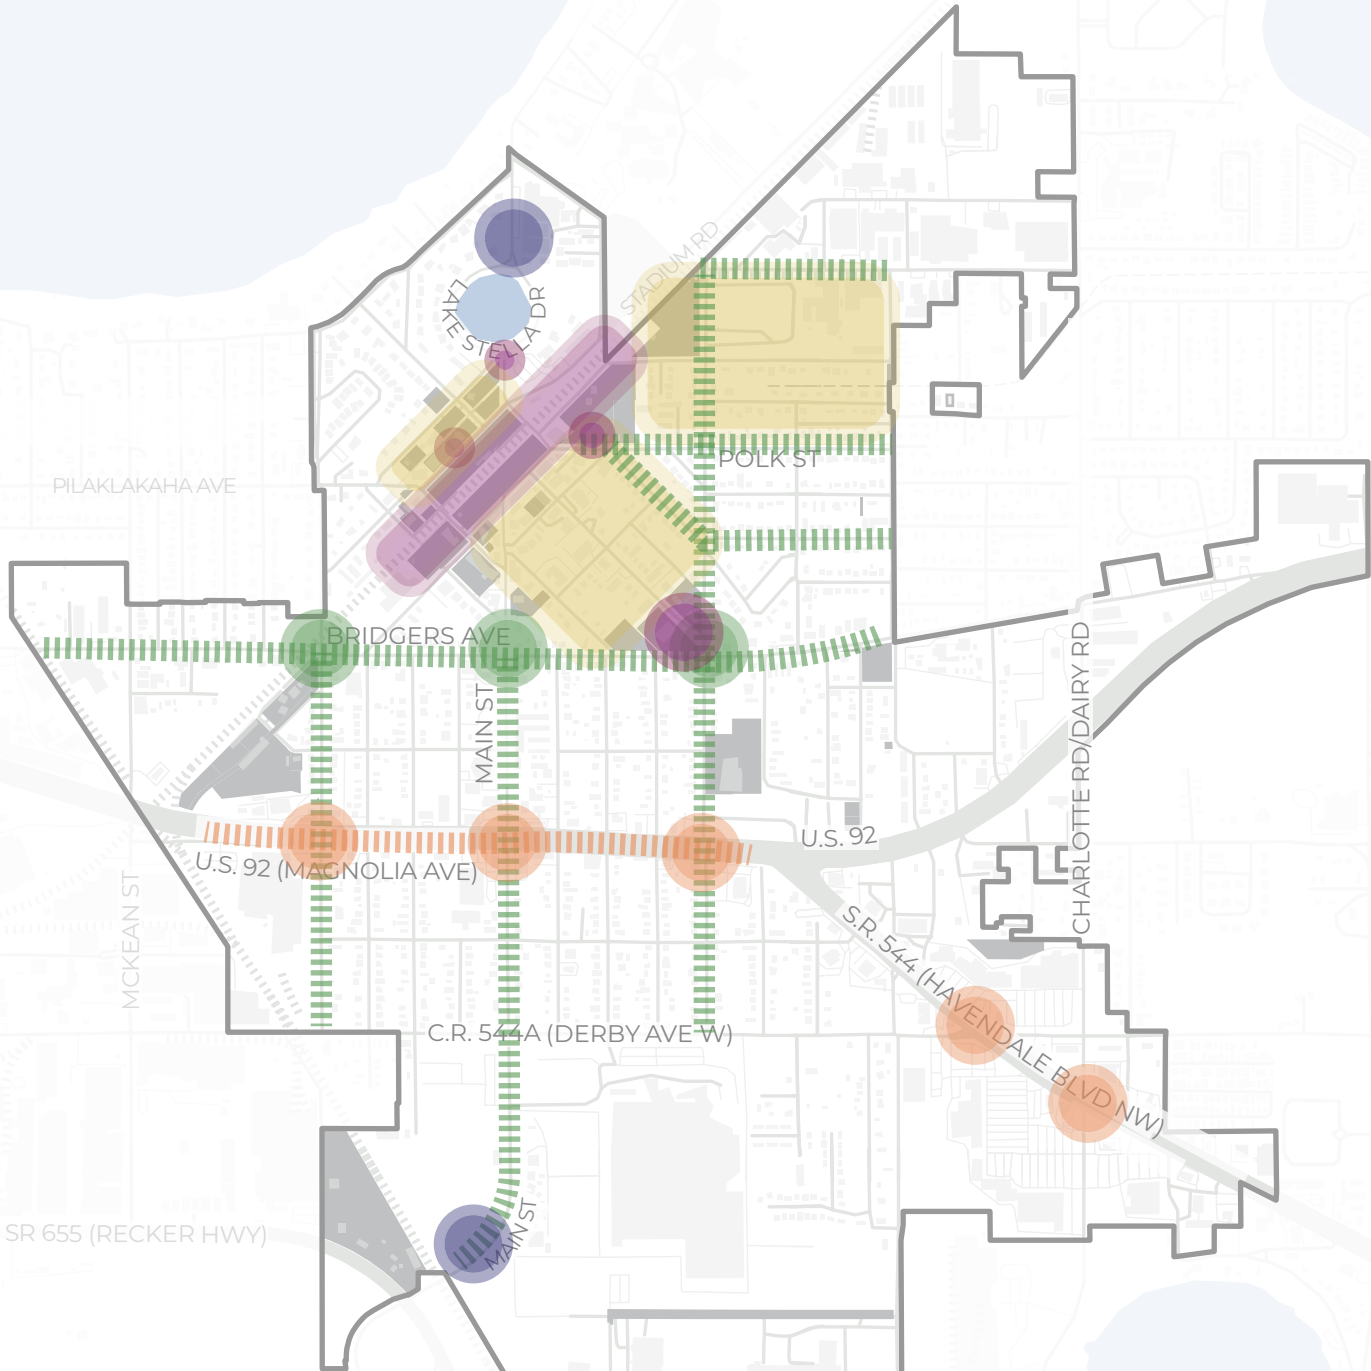 STADIUM RD
LAKE STELLA DR
POLK ST
PILAKLAKAHA AVE
BRIDGERS AVE
MAIN ST
CHARLOTTE RD/DAIRY RD
U.S. 92
U.S. 92 (MAGNOLIA AVE)
MCKEAN ST
S.R. 544 (HAVENDALE BLVD NW)
C.R. 544A (DERBY AVE W)
MAIN ST
SR 655 (RECKER HWY)